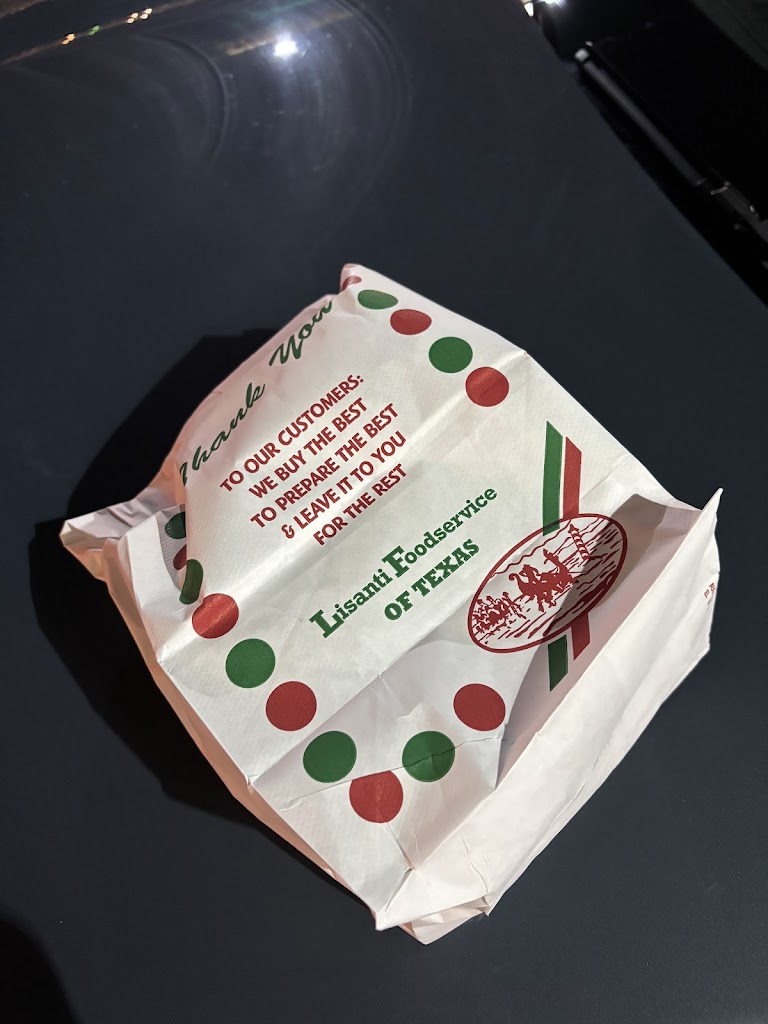 Thank You
TO OUR CUSTOMERS:
WE BUY THE BEST
TO PREPARE THE BEST
& LEAVE IT TO YOU
FOR THE REST
Lisanti Foodservice
OF TEXAS